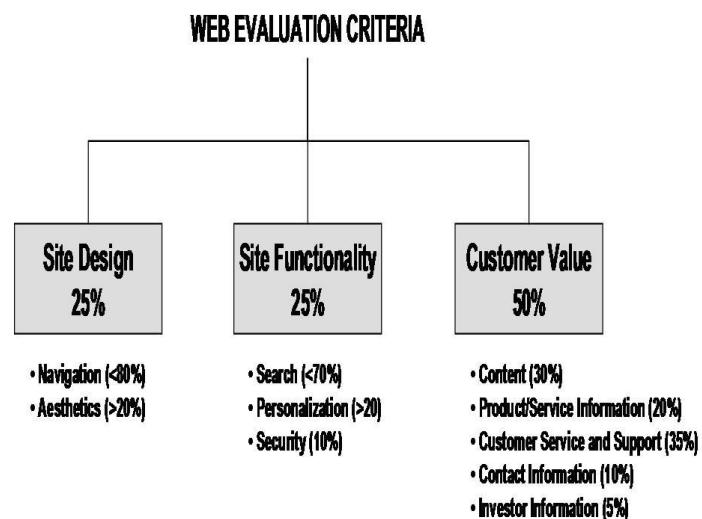 WEB EVALUATION CRITERIA
Site Design
25%
• Navigation (<80%)
• Aesthetics (>20%)
Site Functionality
25%
• Search (<70%)
• Personalization (>20)
• Security (10%)
Customer Value
50%
• Content (30%)
• Product/Service Information (20%)
• Customer Service and Support (35%)
• Contact Information (10%)
• Investor Information (5%)